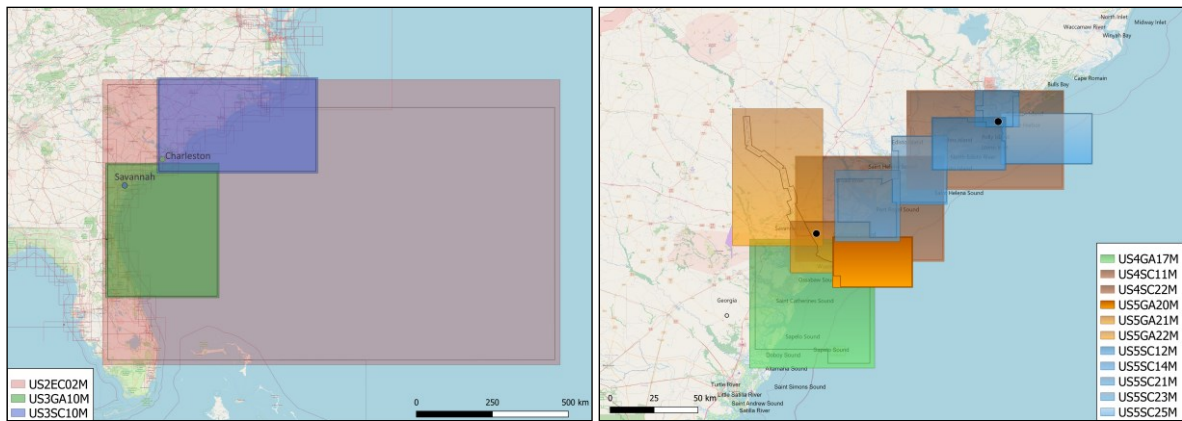 Charleston
Savannah
US2EC02M
US3GA10M
US3SC10M
0 250 500 km
North Inlet
Midway Inlet
Waccamaw River
Winyah Bay
Cape Romain
Bulls Bay
Saint Helena Sound
Georgia
Saint Catherines Sound
Sapelo Sound
Doboy Sound
Altamaha Sound
Turtle River
Saint Simons Sound
Little Satilla River
Saint Andrew Sound
Satilla River
0 25 50 km
US4GA17M
US4SC11M
US4SC22M
US5GA20M
US5GA21M
US5GA22M
US5SC12M
US5SC14M
US5SC21M
US5SC23M
US5SC25M